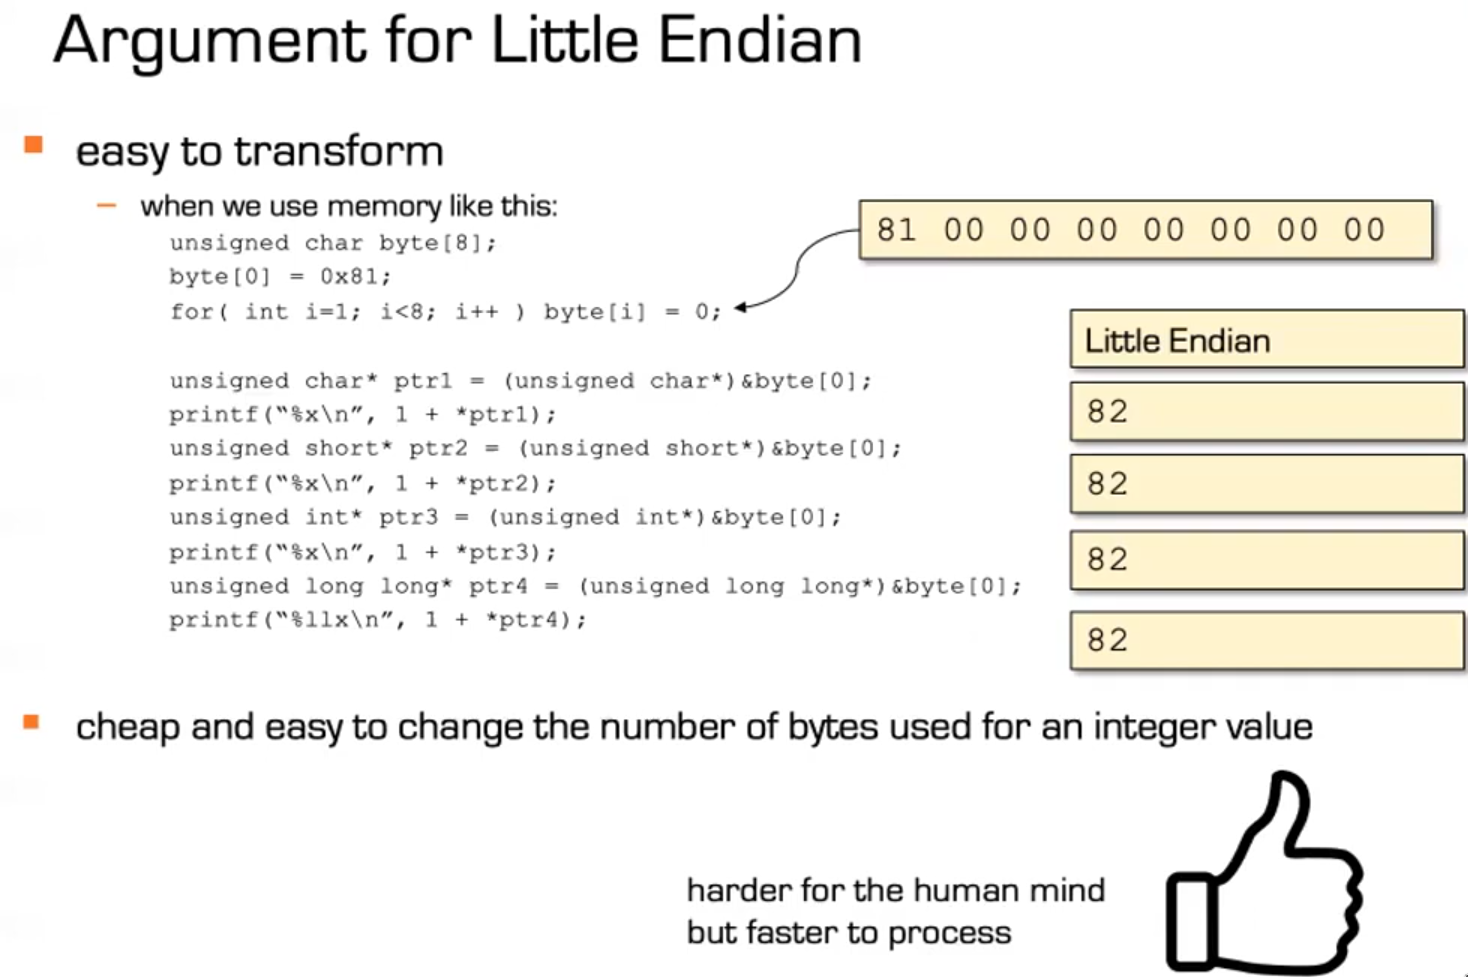 Argument for Little Endian
easy to transform
– when we use memory like this:
unsigned char byte[8];
byte[0] = 0x81;
for( int i=1; i<8; i++ ) byte[i] = 0;
81 00 00 00 00 00 00 00
unsigned char* ptr1 = (unsigned char*)&byte[0];
printf(“%x\n”, 1 + *ptr1);
unsigned short* ptr2 = (unsigned short*)&byte[0];
printf(“%x\n”, 1 + *ptr2);
unsigned int* ptr3 = (unsigned int*)&byte[0];
printf(“%x\n”, 1 + *ptr3);
unsigned long long* ptr4 = (unsigned long long*)&byte[0];
printf(“%llx\n”, 1 + *ptr4);
Little Endian
82
82
82
82
cheap and easy to change the number of bytes used for an integer value
harder for the human mind
but faster to process